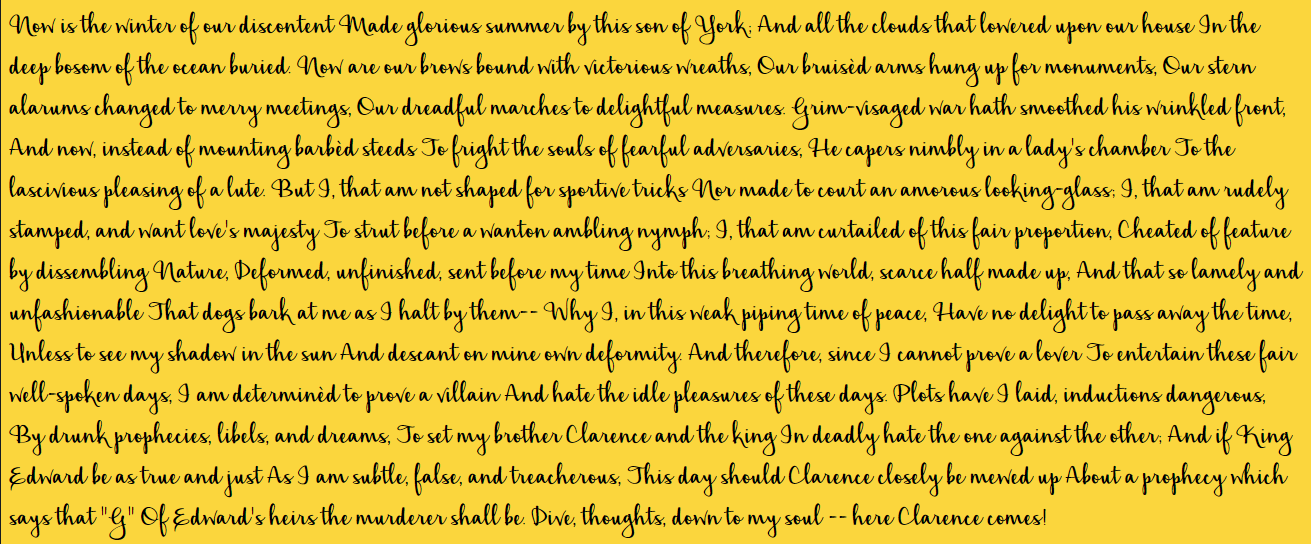 Now is the winter of our discontent Made glorious summer by this son of York; And all the clouds that lowered upon our house In the
deep bosom of the ocean buried. Now are our brows bound with victorious wreaths, Our bruisèd arms hung up for monuments, Our stern
alarums changed to merry meetings, Our dreadful marches to delightful measures. Grim-visaged war hath smoothed his wrinkled front,
And now, instead of mounting barbèd steeds To fright the souls of fearful adversaries, He capers nimbly in a lady's chamber To the
lascivious pleasing of a lute. But I, that am not shaped for sportive tricks Nor made to court an amorous looking-glass; I, that am rudely
stamped, and want love's majesty To strut before a wanton ambling nymph; I, that am curtailed of this fair proportion, Cheated of feature
by dissembling Nature, Deformed, unfinished, sent before my time Into this breathing world, scarce half made up, And that so lamely and
unfashionable That dogs bark at me as I halt by them-- Why I, in this weak piping time of peace, Have no delight to pass away the time,
Unless to see my shadow in the sun And descant on mine own deformity. And therefore, since I cannot prove a lover To entertain these fair
well-spoken days, I am determinèd to prove a villain And hate the idle pleasures of these days. Plots have I laid, inductions dangerous,
By drunk prophecies, libels, and dreams, To set my brother Clarence and the king In deadly hate the one against the other; And if King
Edward be as true and just As I am subtle, false, and treacherous, This day should Clarence closely be mewed up About a prophecy which
says that "G" Of Edward's heirs the murderer shall be. Dive, thoughts, down to my soul -- here Clarence comes!